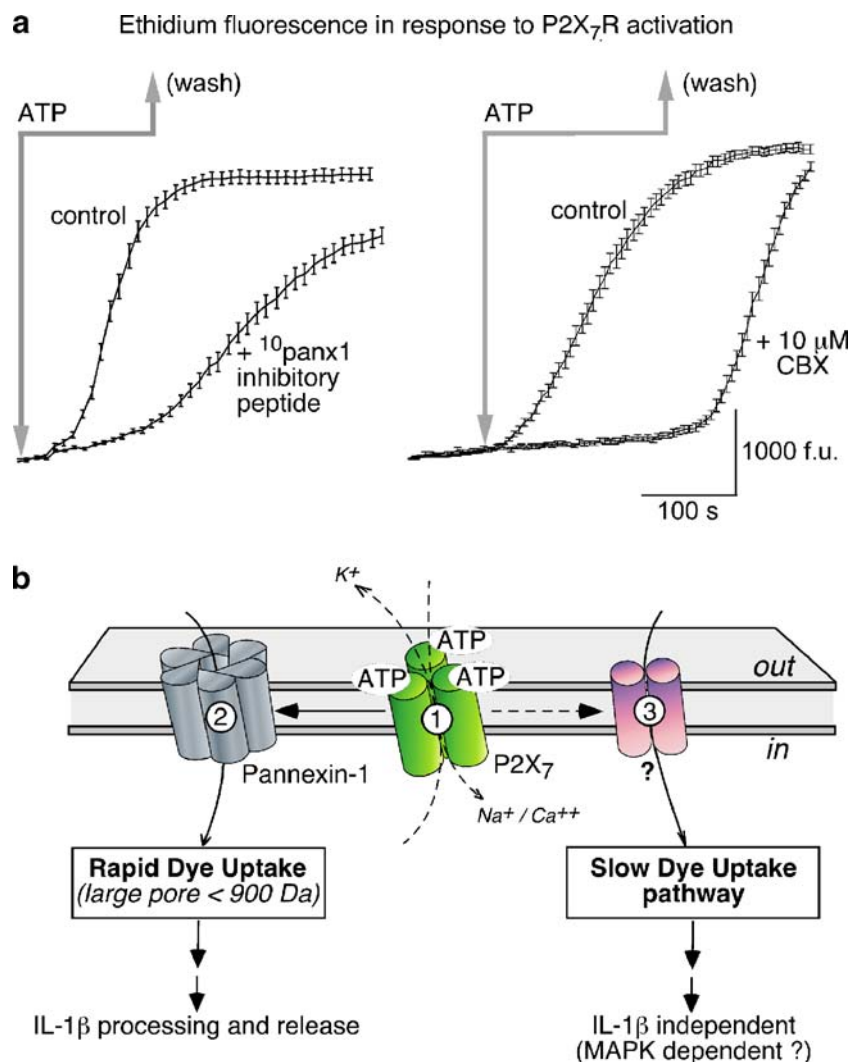 a
Ethidium fluorescence in response to P2X7R activation
(wash)
ATP
control
+ 10panx1
inhibitory
peptide
(wash)
ATP
control
+ 10 µM
CBX
1000 f.u.
100 s
b
K+
ATP
ATP
ATP
out
in
2
1
3
?
Pannexin-1
P2X7
Na+ / Ca++
Rapid Dye Uptake
(large pore < 900 Da)
IL-1β processing and release
Slow Dye Uptake
pathway
IL-1β independent
(MAPK dependent ?)